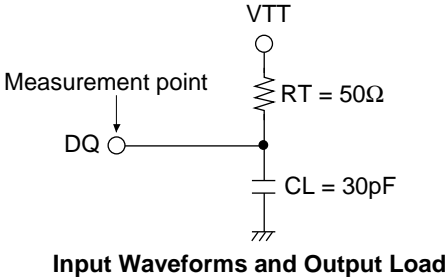 VTT
Measurement point
RT = 50Ω
DQ
CL = 30pF
Input Waveforms and Output Load